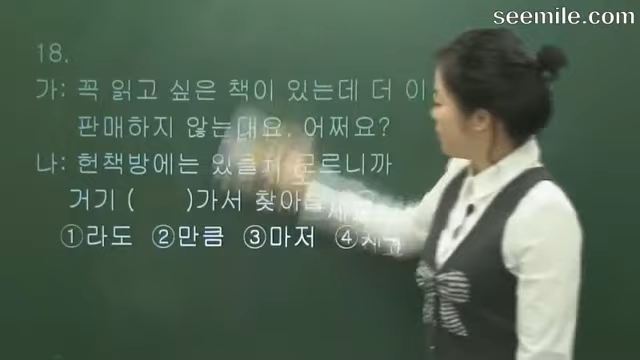 seemile.com
18.
가: 꼭 읽고 싶은 책이 있는데 더 이
판매하지 않는대요. 어쩌요?
나: 헌책방에는 있을지 모르니까
거기 ( )가서 찾아
①라도 ②만큼 ③마저 ④